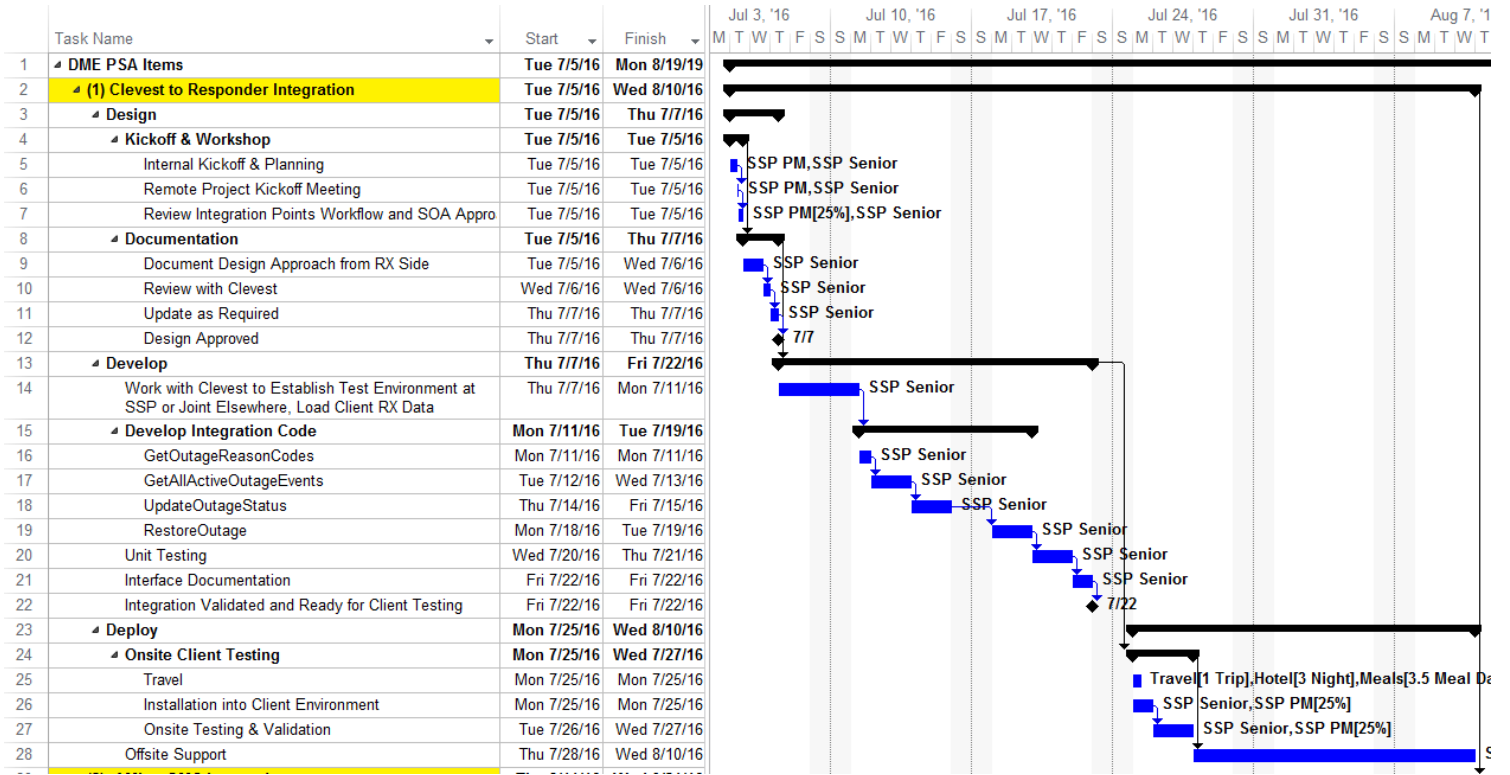 Jul 3, '16 Jul 10, '16 Jul 17, '16 Jul 24, '16 Jul 31, '16 Aug 7, '1
Task Name Start Finish M T W T F S S M T W T F S S M T W T F S S M T W T F S S M T W T F S S M T W T
1 DME PSA Items Tue 7/5/16 Mon 8/19/19
2 (1) Clevest to Responder Integration Tue 7/5/16 Wed 8/10/16
3 Design Tue 7/5/16 Thu 7/7/16
4 Kickoff & Workshop Tue 7/5/16 Tue 7/5/16
5 Internal Kickoff & Planning Tue 7/5/16 Tue 7/5/16 SSP PM,SSP Senior
6 Remote Project Kickoff Meeting Tue 7/5/16 Tue 7/5/16 SSP PM,SSP Senior
7 Review Integration Points Workflow and SOA Appro Tue 7/5/16 Tue 7/5/16 SSP PM[25%],SSP Senior
8 Documentation Tue 7/5/16 Thu 7/7/16
9 Document Design Approach from RX Side Tue 7/5/16 Wed 7/6/16 SSP Senior
10 Review with Clevest Wed 7/6/16 Wed 7/6/16 SSP Senior
11 Update as Required Thu 7/7/16 Thu 7/7/16 SSP Senior
12 Design Approved Thu 7/7/16 Thu 7/7/16 7/7
13 Develop Thu 7/7/16 Fri 7/22/16
14 Work with Clevest to Establish Test Environment at Thu 7/7/16 Mon 7/11/16 SSP Senior
SSP or Joint Elsewhere, Load Client RX Data
15 Develop Integration Code Mon 7/11/16 Tue 7/19/16
16 GetOutageReasonCodes Mon 7/11/16 Mon 7/11/16 SSP Senior
17 GetAllActiveOutageEvents Tue 7/12/16 Wed 7/13/16 SSP Senior
18 UpdateOutageStatus Thu 7/14/16 Fri 7/15/16 SSP Senior
19 RestoreOutage Mon 7/18/16 Tue 7/19/16 SSP Senior
20 Unit Testing Wed 7/20/16 Thu 7/21/16 SSP Senior
21 Interface Documentation Fri 7/22/16 Fri 7/22/16 SSP Senior
22 Integration Validated and Ready for Client Testing Fri 7/22/16 Fri 7/22/16 7/22
23 Deploy Mon 7/25/16 Wed 8/10/16
24 Onsite Client Testing Mon 7/25/16 Wed 7/27/16
25 Travel Mon 7/25/16 Mon 7/25/16 Travel[1 Trip],Hotel[3 Night],Meals[3.5 Meal Da
26 Installation into Client Environment Mon 7/25/16 Mon 7/25/16 SSP Senior,SSP PM[25%]
27 Onsite Testing & Validation Tue 7/26/16 Wed 7/27/16 SSP Senior,SSP PM[25%]
28 Offsite Support Thu 7/28/16 Wed 8/10/16 S